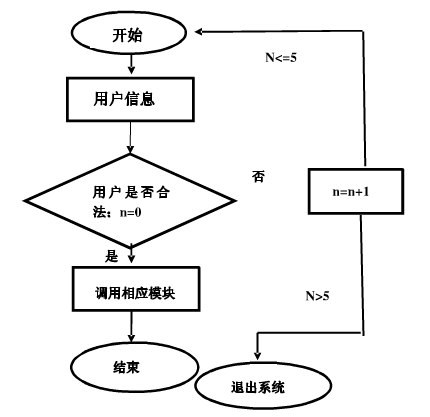 开始
N<=5
用户信息
用户是否合
法；n=0
否
n=n+1
是
调用相应模块
N>5
结束
退出系统